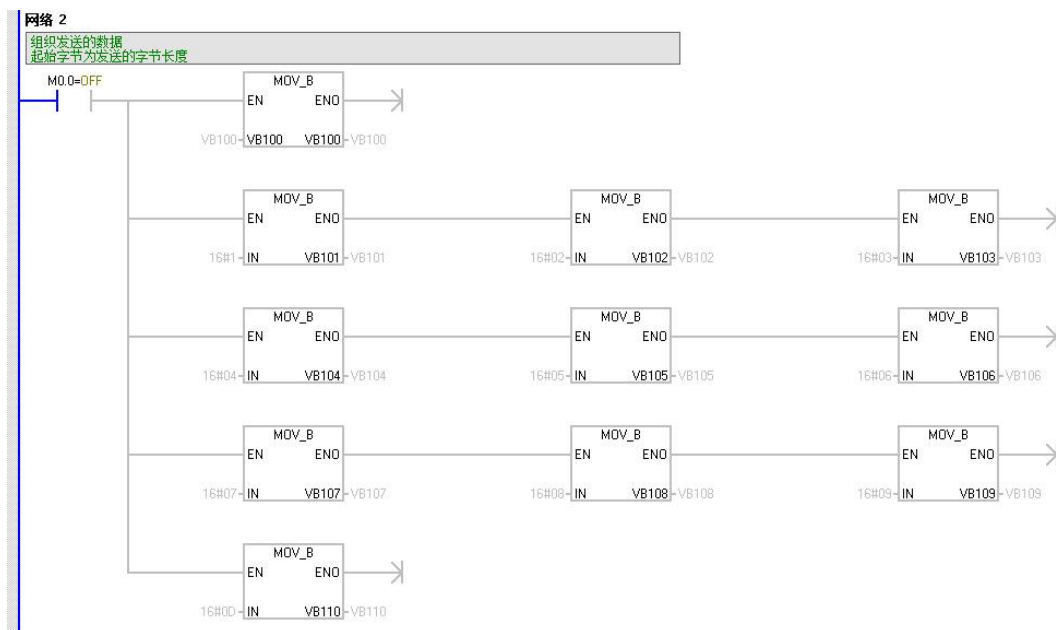 网络 2
组织发送的数据
起始字节为发送的字节长度
M0.0=OFF
MOV_B
EN ENO
VB100 VB100 VB100 VB100
MOV_B MOV_B MOV_B
EN ENO EN ENO EN ENO
16#1 IN VB101 VB101 16#02 IN VB102 VB102 16#03 IN VB103 VB103
MOV_B MOV_B MOV_B
EN ENO EN ENO EN ENO
16#04 IN VB104 VB104 16#05 IN VB105 VB105 16#06 IN VB106 VB106
MOV_B MOV_B MOV_B
EN ENO EN ENO EN ENO
16#07 IN VB107 VB107 16#08 IN VB108 VB108 16#09 IN VB109 VB109
MOV_B
EN ENO
16#0D IN VB110 VB110